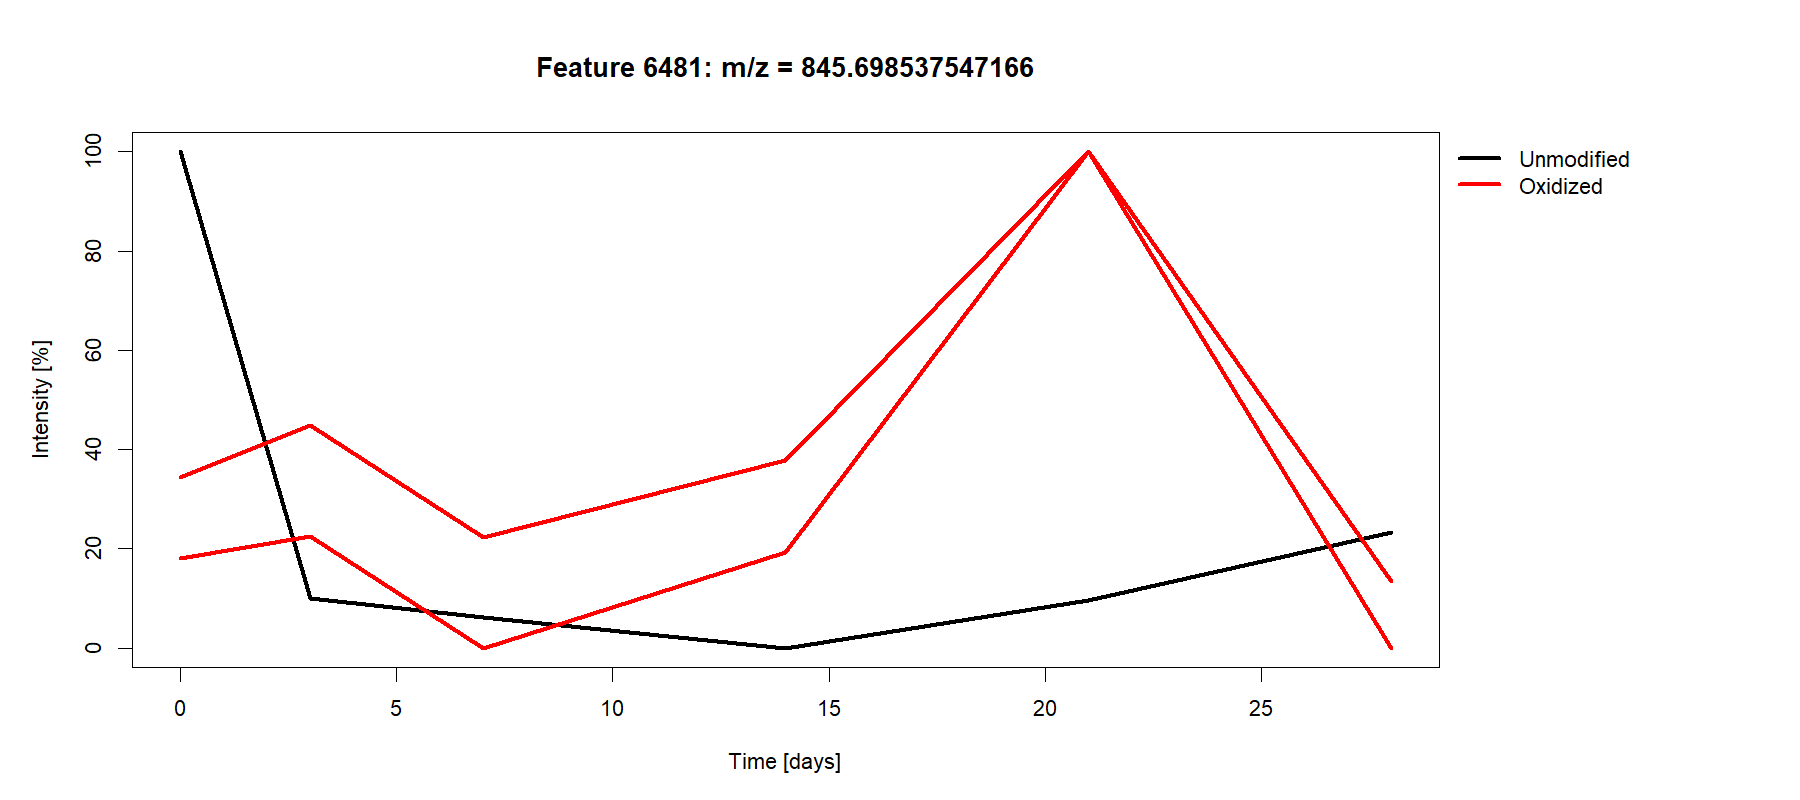 Feature 6481: m/z = 845.698537547166
Unmodified
Oxidized
Intensity [%]
100
80
60
40
20
0
0 5 10 15 20 25
Time [days]